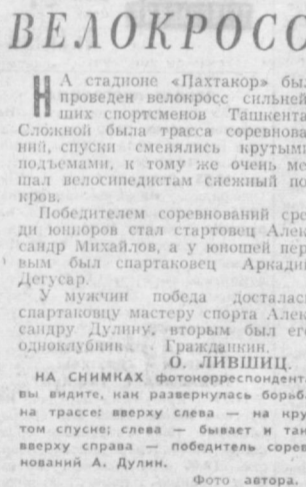 ВЕЛОКРОСС
НА стадионе «Пахтакор» был
проведен велокросс сильней
ших спортсменов Ташкента
Сложной была трасса соревнова
ний, спуски сменялись крутыми
подъемами, к тому же очень ме
шал велосипедистам снежный по
кров.
Победителем соревнований сре
ди юниоров стал стартовец Алек
сандр Михайлов, а у юношей пер
вым был спартаковец Аркадий
Дегусар.
У мужчин победа досталась
спартаковцу мастеру спорта Алек
сандру Дулину, вторым был его
одноклубник Гражданкин.
О. ЛИВШИЦ.
НА СНИМКАХ фотокорреспондента
вы видите, как развернулась борьба
на трассе: вверху слева — на кру
том спуске; слева — бывает и так
вверху справа — победитель сорев
нований А. Дулин.
Фото автора.